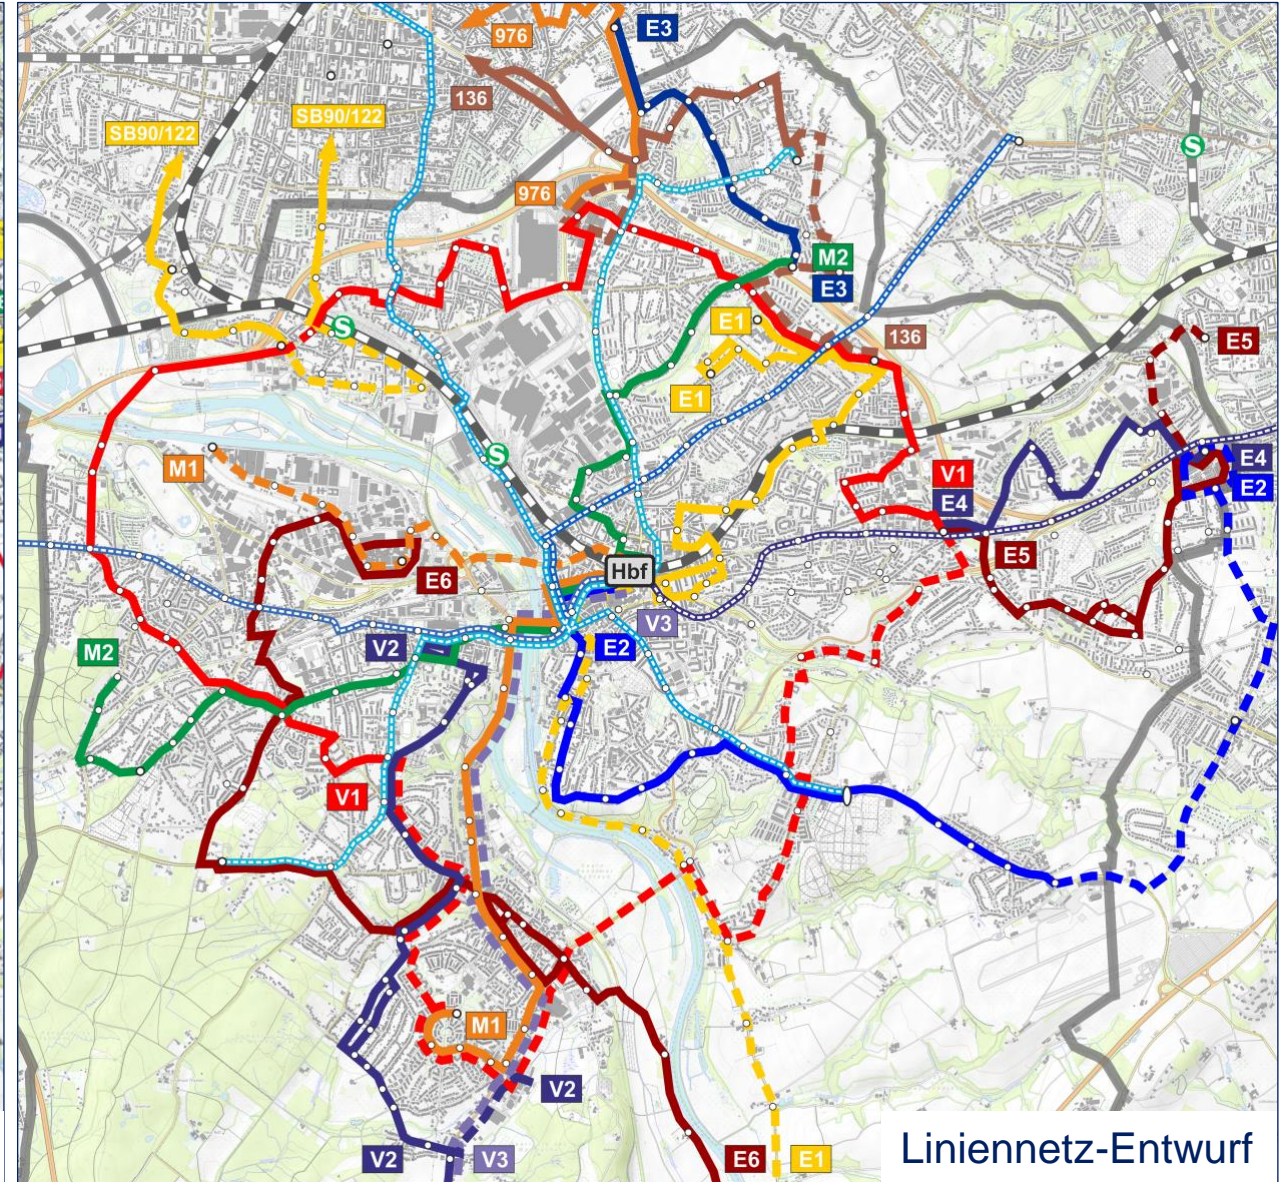 E3
976
136
SB90/122
SB90/122
S
976
M2
E3
S
E1
136
E5
E1
S
M1
V1
E4
E4
E2
E5
Hbf
E6
V3
V2
E2
M2
V1
M1
V2
V2
V3
E6
E1
Liniennetz-Entwurf